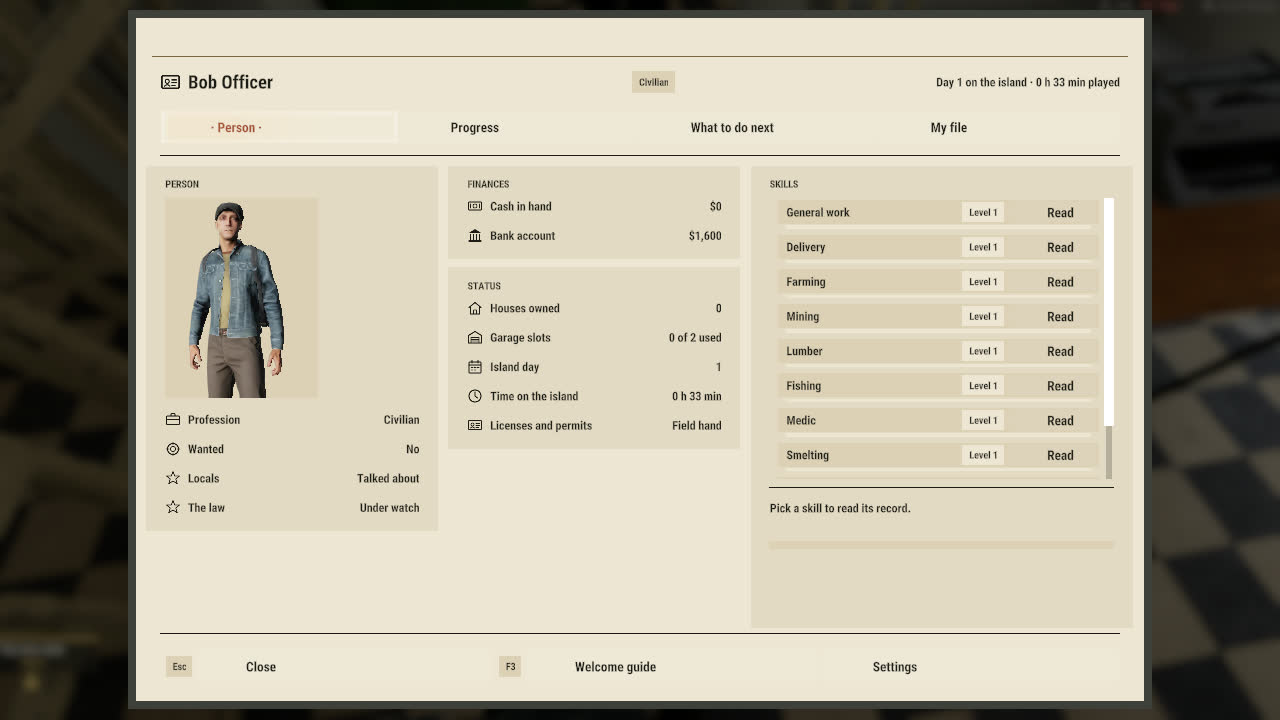 Bob Officer
Civilian
Day 1 on the island · 0 h 33 min played
· Person ·
Progress
What to do next
My file
PERSON
Profession Civilian
Wanted No
Locals Talked about
The law Under watch
FINANCES
Cash in hand $0
Bank account $1,600
STATUS
Houses owned 0
Garage slots 0 of 2 used
Island day 1
Time on the island 0 h 33 min
Licenses and permits Field hand
SKILLS
General work Level 1 Read
Delivery Level 1 Read
Farming Level 1 Read
Mining Level 1 Read
Lumber Level 1 Read
Fishing Level 1 Read
Medic Level 1 Read
Smelting Level 1 Read
Pick a skill to read its record.
Esc Close
F3 Welcome guide
Settings